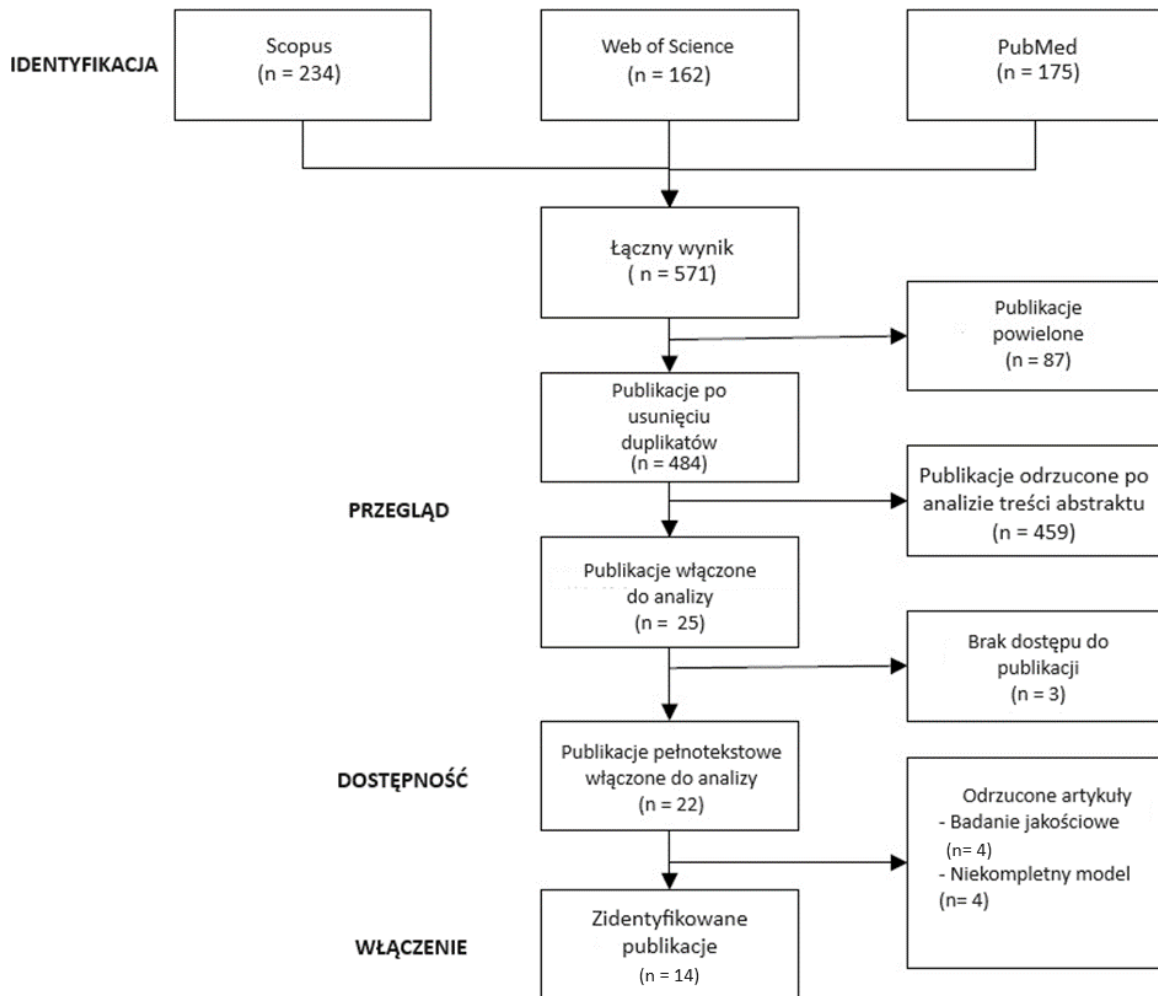 IDENTYFIKACJA
Scopus
(n = 234)
Web of Science
(n = 162)
PubMed
(n = 175)
Łączny wynik
( n = 571)
Publikacje
powielone
(n = 87)
Publikacje po
usunięciu
duplikatów
(n = 484)
PRZEGLĄD
Publikacje odrzucone po
analizie treści abstraktu
(n = 459)
Publikacje włączone
do analizy
(n = 25)
Brak dostępu do
publikacji
(n = 3)
DOSTĘPNOŚĆ
Publikacje pełnotekstowe
włączone do analizy
(n = 22)
Odrzucone artykuły
- Badanie jakościowe
(n= 4)
- Niekompletny model
(n= 4)
WŁĄCZENIE
Zidentyfikowane
publikacje
(n = 14)